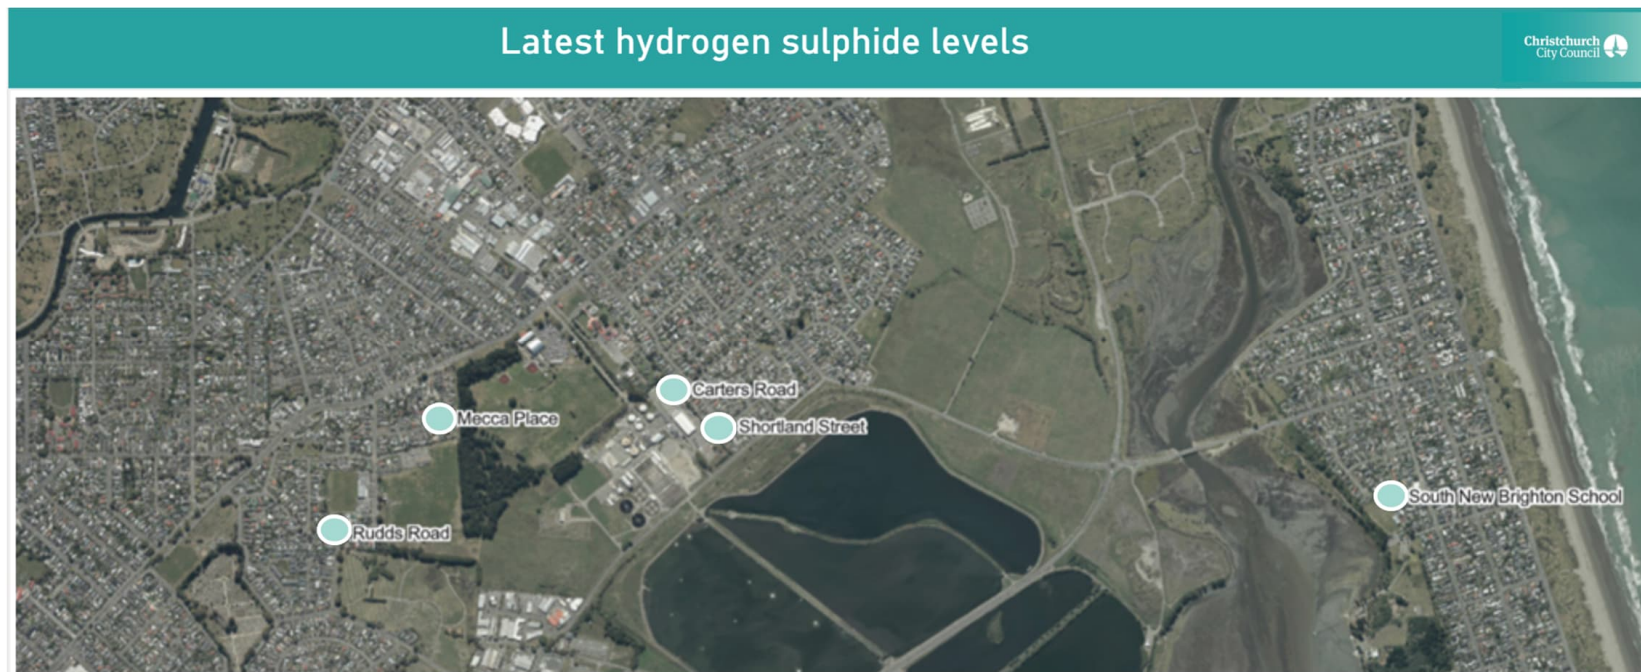 Latest hydrogen sulphide levels
Christchurch
City Council
Carters Road
Mecca Place
Shortland Street
South New Brighton School
Rudds Road